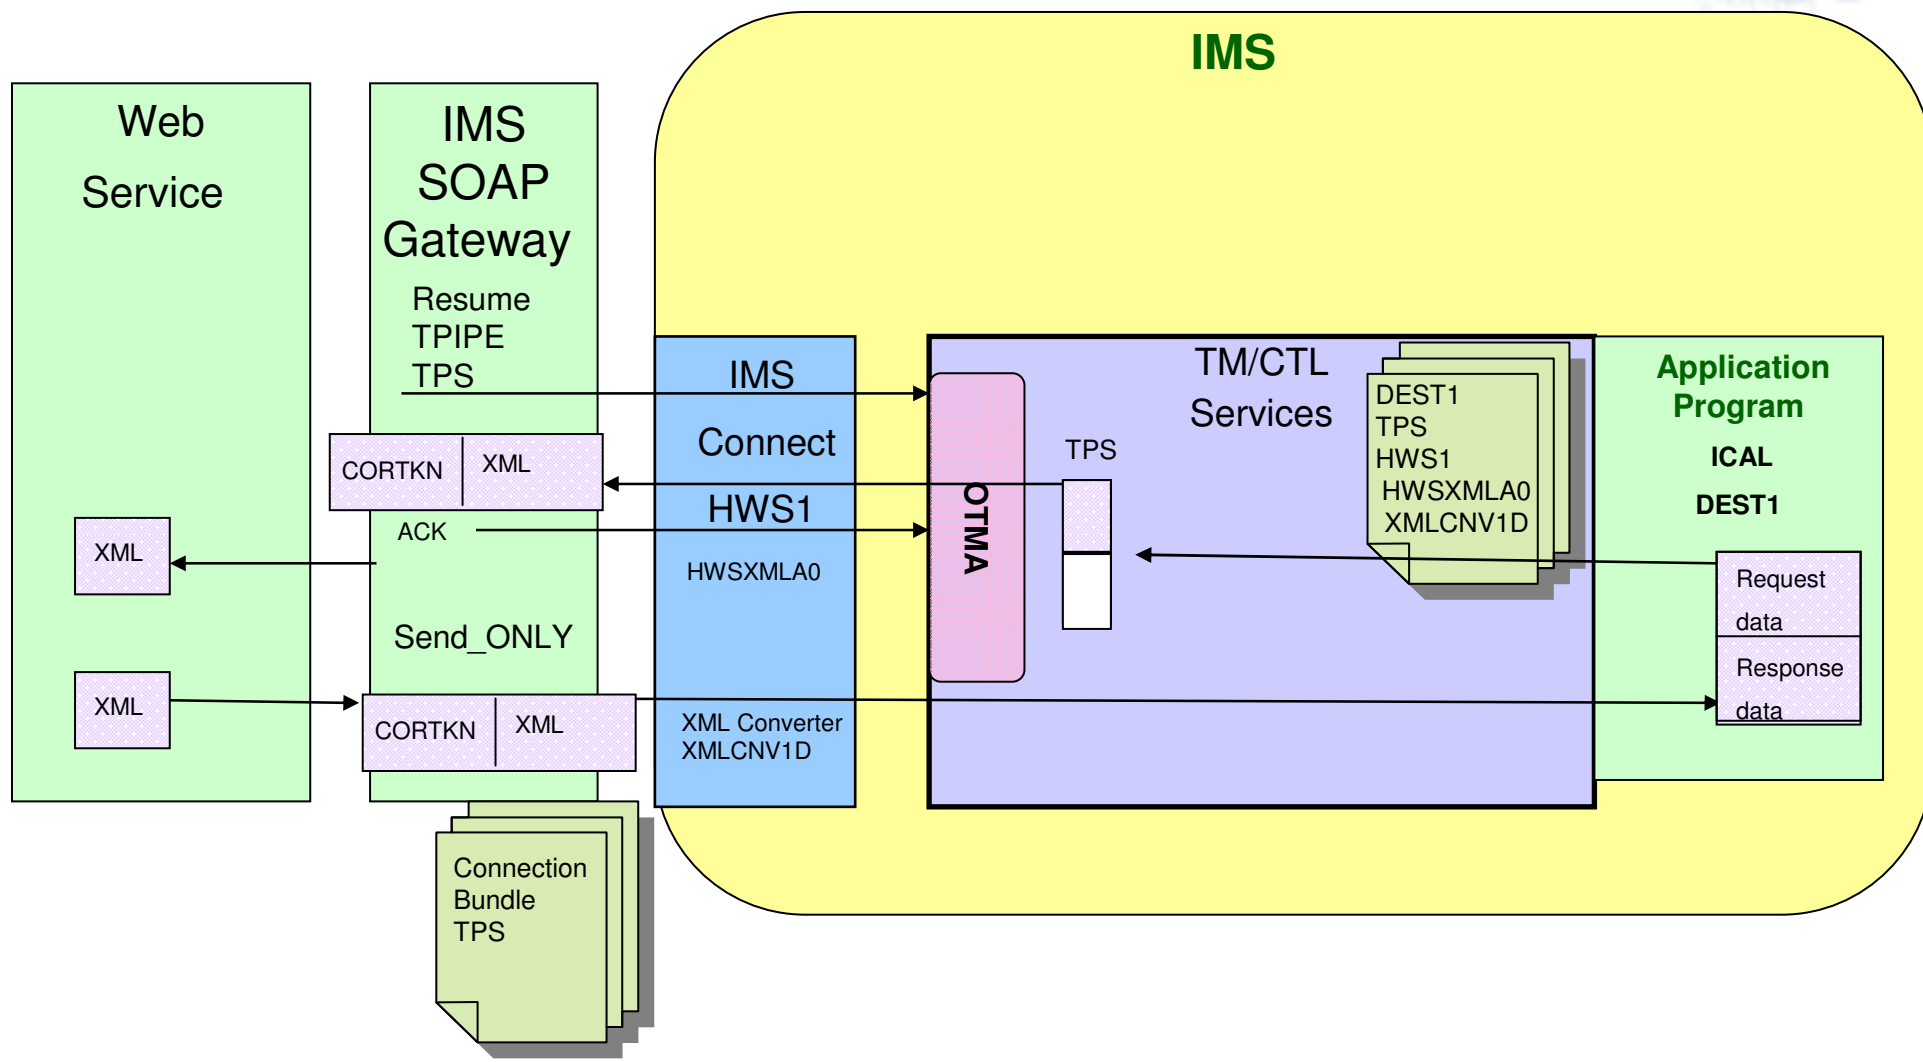 IMS
Web
Service
IMS
SOAP
Gateway
Resume
TPIPE
TPS
CORTKN
XML
ACK
XML
Send_ONLY
XML
CORTKN
XML
Connection
Bundle
TPS
IMS
Connect
HWS1
HWSXMLA0
XML Converter
XMLCNV1D
OTMA
TM/CTL
Services
TPS
DEST1
TPS
HWS1
HWSXMLA0
XMLCNV1D
Application
Program
ICAL
DEST1
Request
data
Response
data